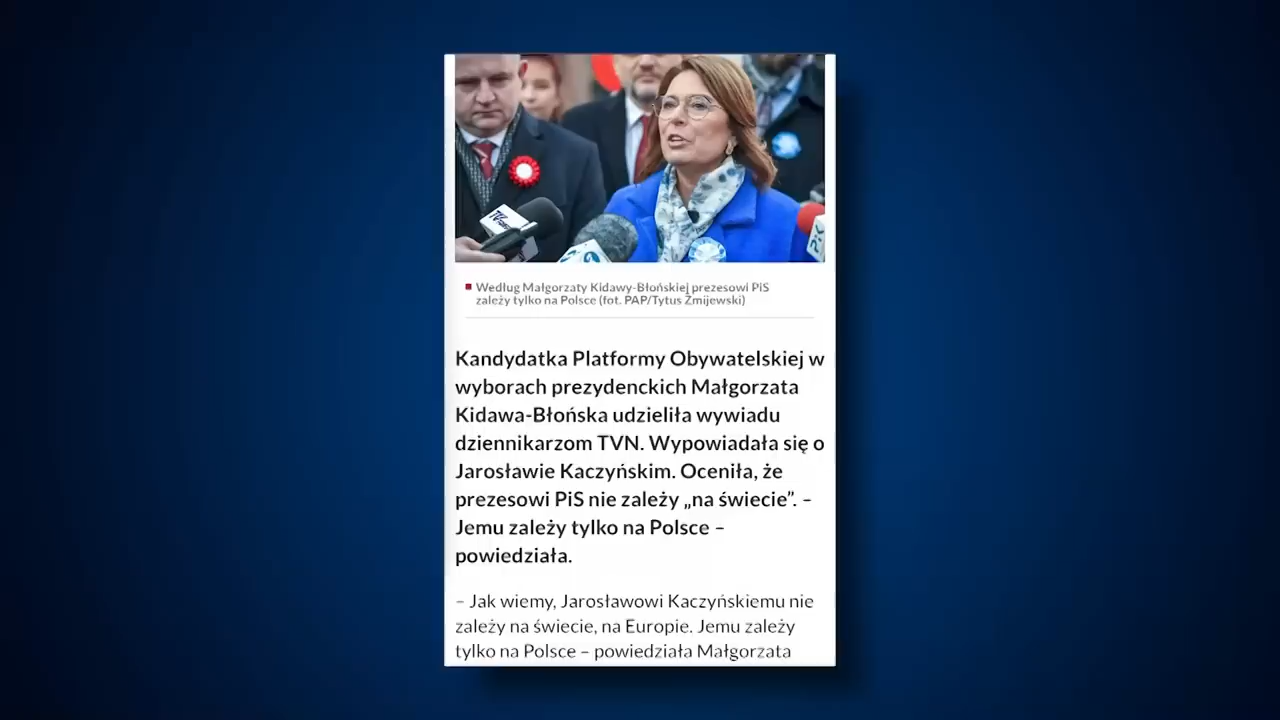 Według Małgorzaty Kidawy-Błońskiej prezesowi PiS
zależy tylko na Polsce (fot. PAP/Tytus Żmijewski)
Kandydatka Platformy Obywatelskiej w
wyborach prezydenckich Małgorzata
Kidawa-Błońska udzieliła wywiadu
dziennikarzom TVN. Wypowiadała się o
Jarosławie Kaczyńskim. Oceniła, że
prezesowi PiS nie zależy „na świecie”. –
Jemu zależy tylko na Polsce –
powiedziała.
– Jak wiemy, Jarosławowi Kaczyńskiemu nie
zależy na świecie, na Europie. Jemu zależy
tylko na Polsce – powiedziała Małgorzata